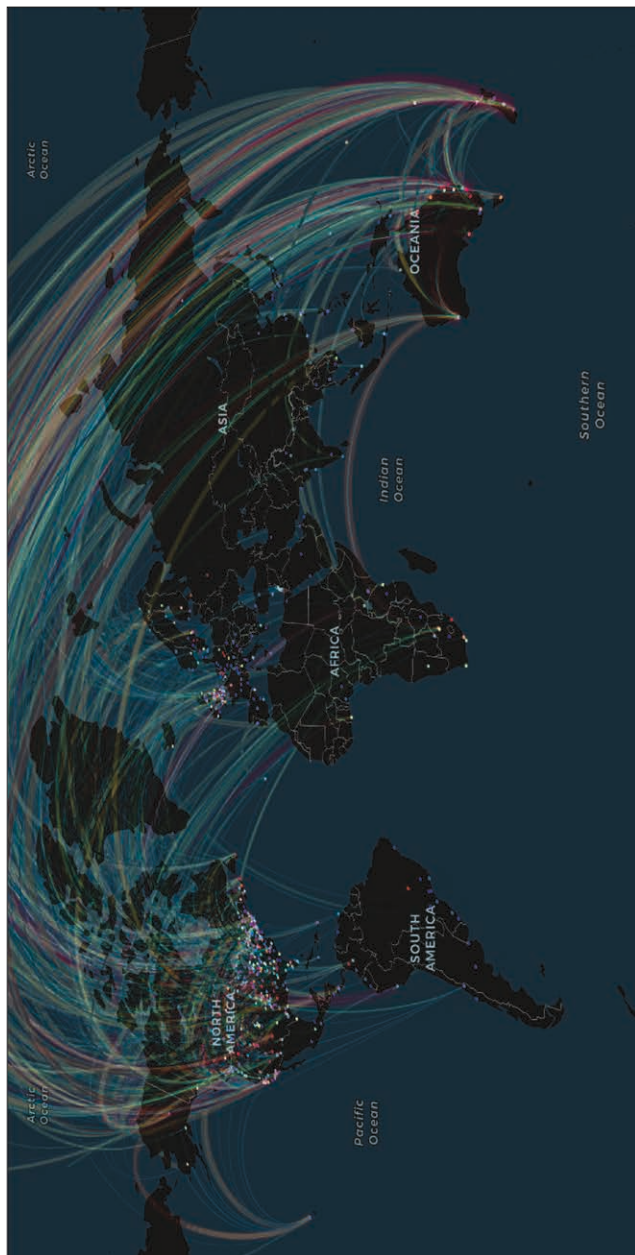 Arctic
Ocean
Arctic
Ocean
NORTH
AMERICA
ASIA
AFRICA
OCEANIA
SOUTH
AMERICA
Pacific
Ocean
Indian
Ocean
Southern
Ocean